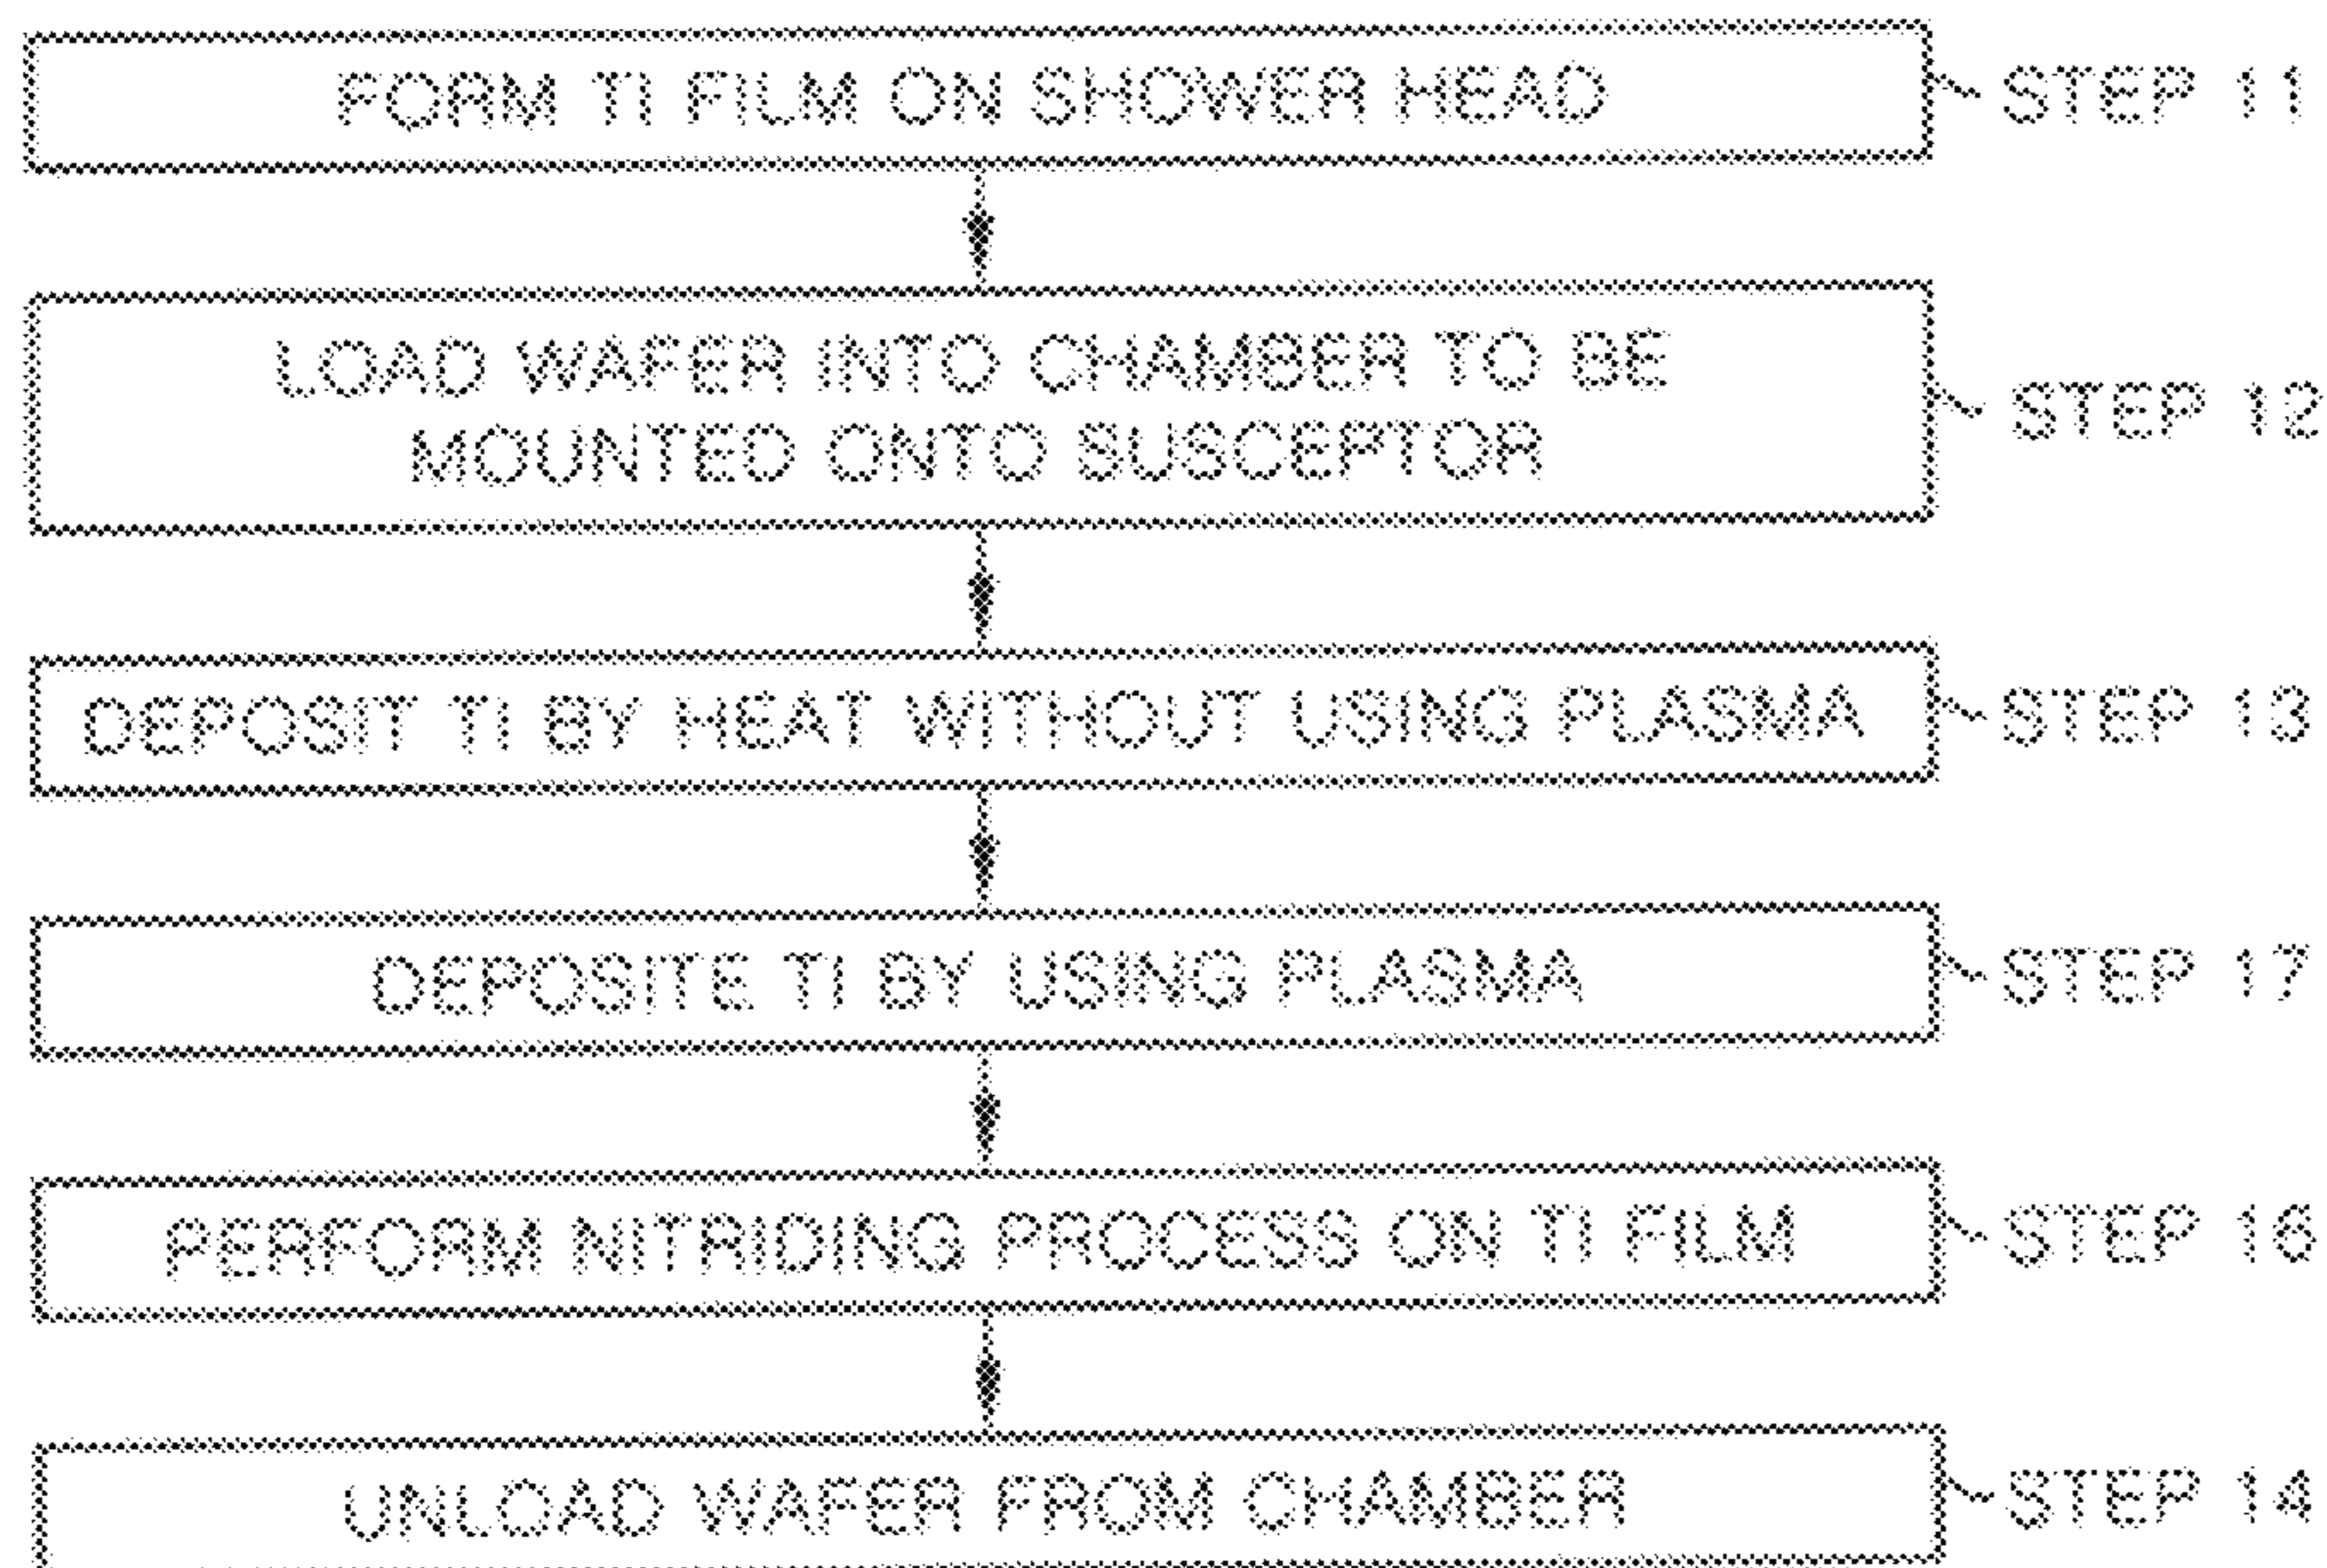 FORM TI FILM ON SHOWER HEAD
STEP 11
LOAD WAFER INTO CHAMBER TO BE
MOUNTED ONTO SUSCEPTOR
STEP 12
DEPOSIT TI BY HEAT WITHOUT USING PLASMA
STEP 13
DEPOSITE TI BY USING PLASMA
STEP 17
PERFORM NITRIDING PROCESS ON TI FILM
STEP 16
UNLOAD WAFER FROM CHAMBER
STEP 14